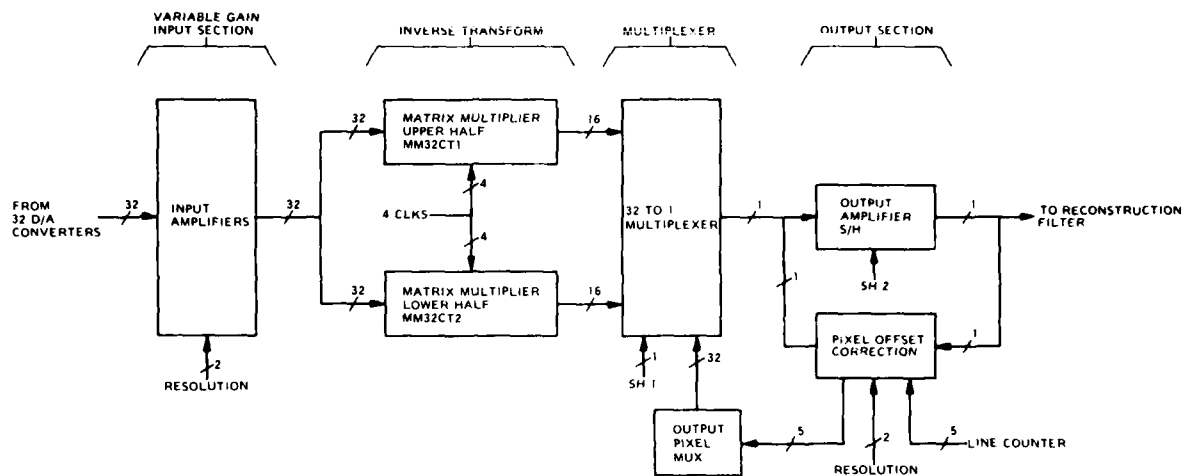 VARIABLE GAIN
INPUT SECTION
INVERSE TRANSFORM
MULTIPLEXER
OUTPUT SECTION
FROM
32 D/A
CONVERTERS
32
INPUT
AMPLIFIERS
2
RESOLUTION
32
32
MATRIX MULTIPLIER
UPPER HALF
MM32CT1
16
4
4 CLKS
4
32
MATRIX MULTIPLIER
LOWER HALF
MM32CT2
16
32 TO 1
MULTIPLEXER
1
SH 1
32
1
OUTPUT
AMPLIFIER
S/H
SH 2
1
TO RECONSTRUCTION
FILTER
1
PIXEL OFFSET
CORRECTION
1
OUTPUT
PIXEL
MUX
5
2
RESOLUTION
5
LINE COUNTER